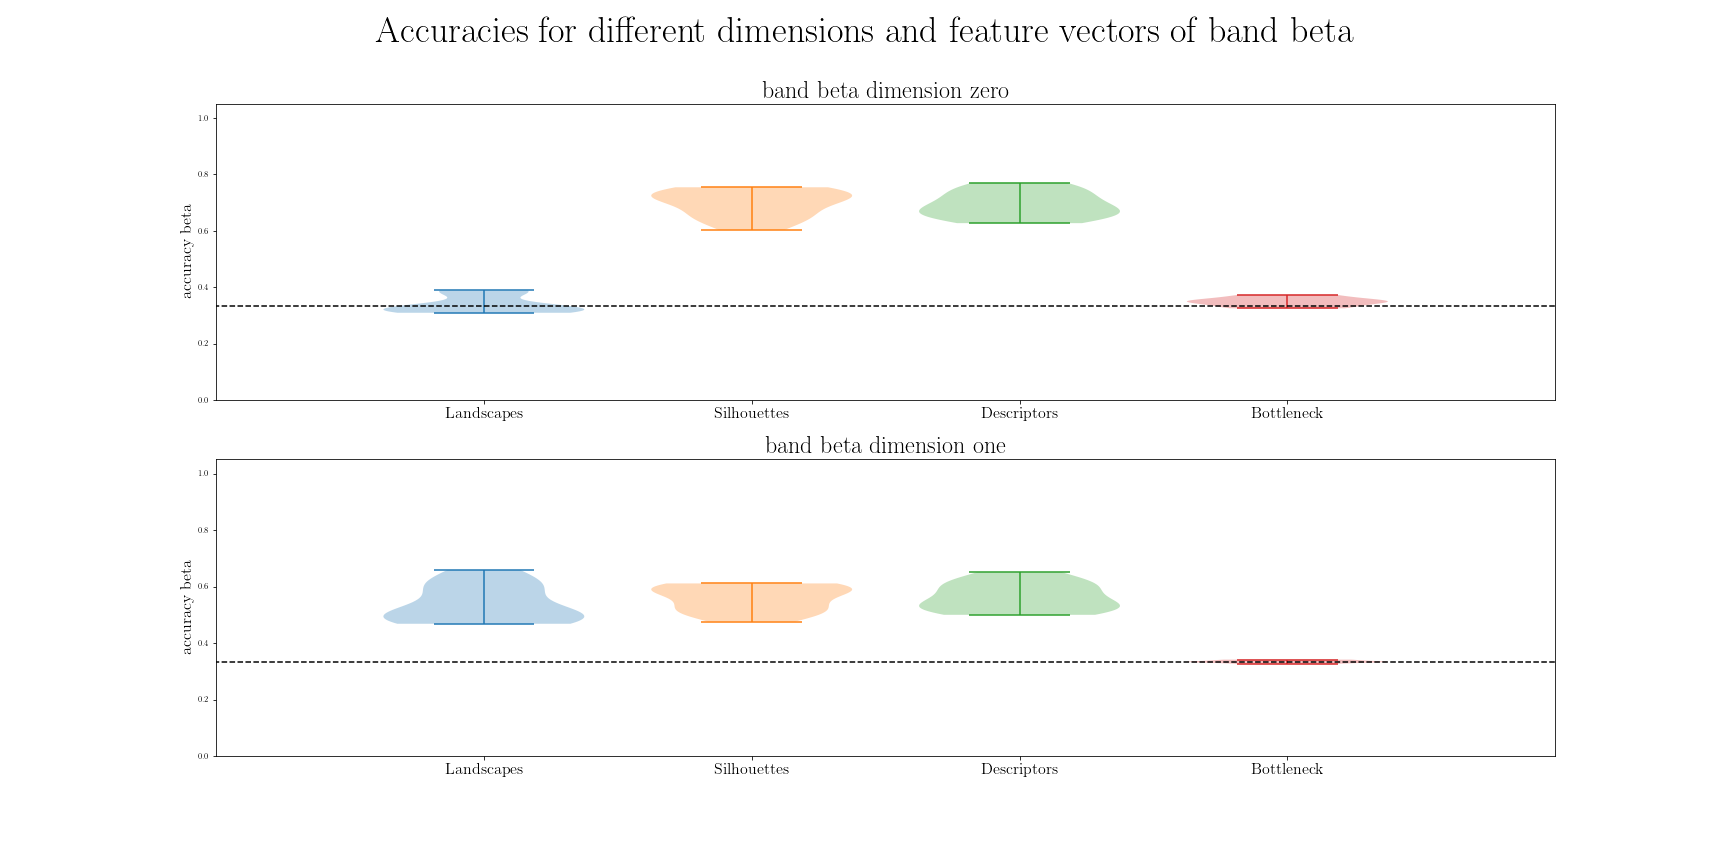 Accuracies for different dimensions and feature vectors of band beta
band beta dimension zero
1.0
0.8
0.6
0.4
0.2
0.0
accuracy beta
Landscapes Silhouettes Descriptors Bottleneck
band beta dimension one
1.0
0.8
0.6
0.4
0.2
0.0
accuracy beta
Landscapes Silhouettes Descriptors Bottleneck